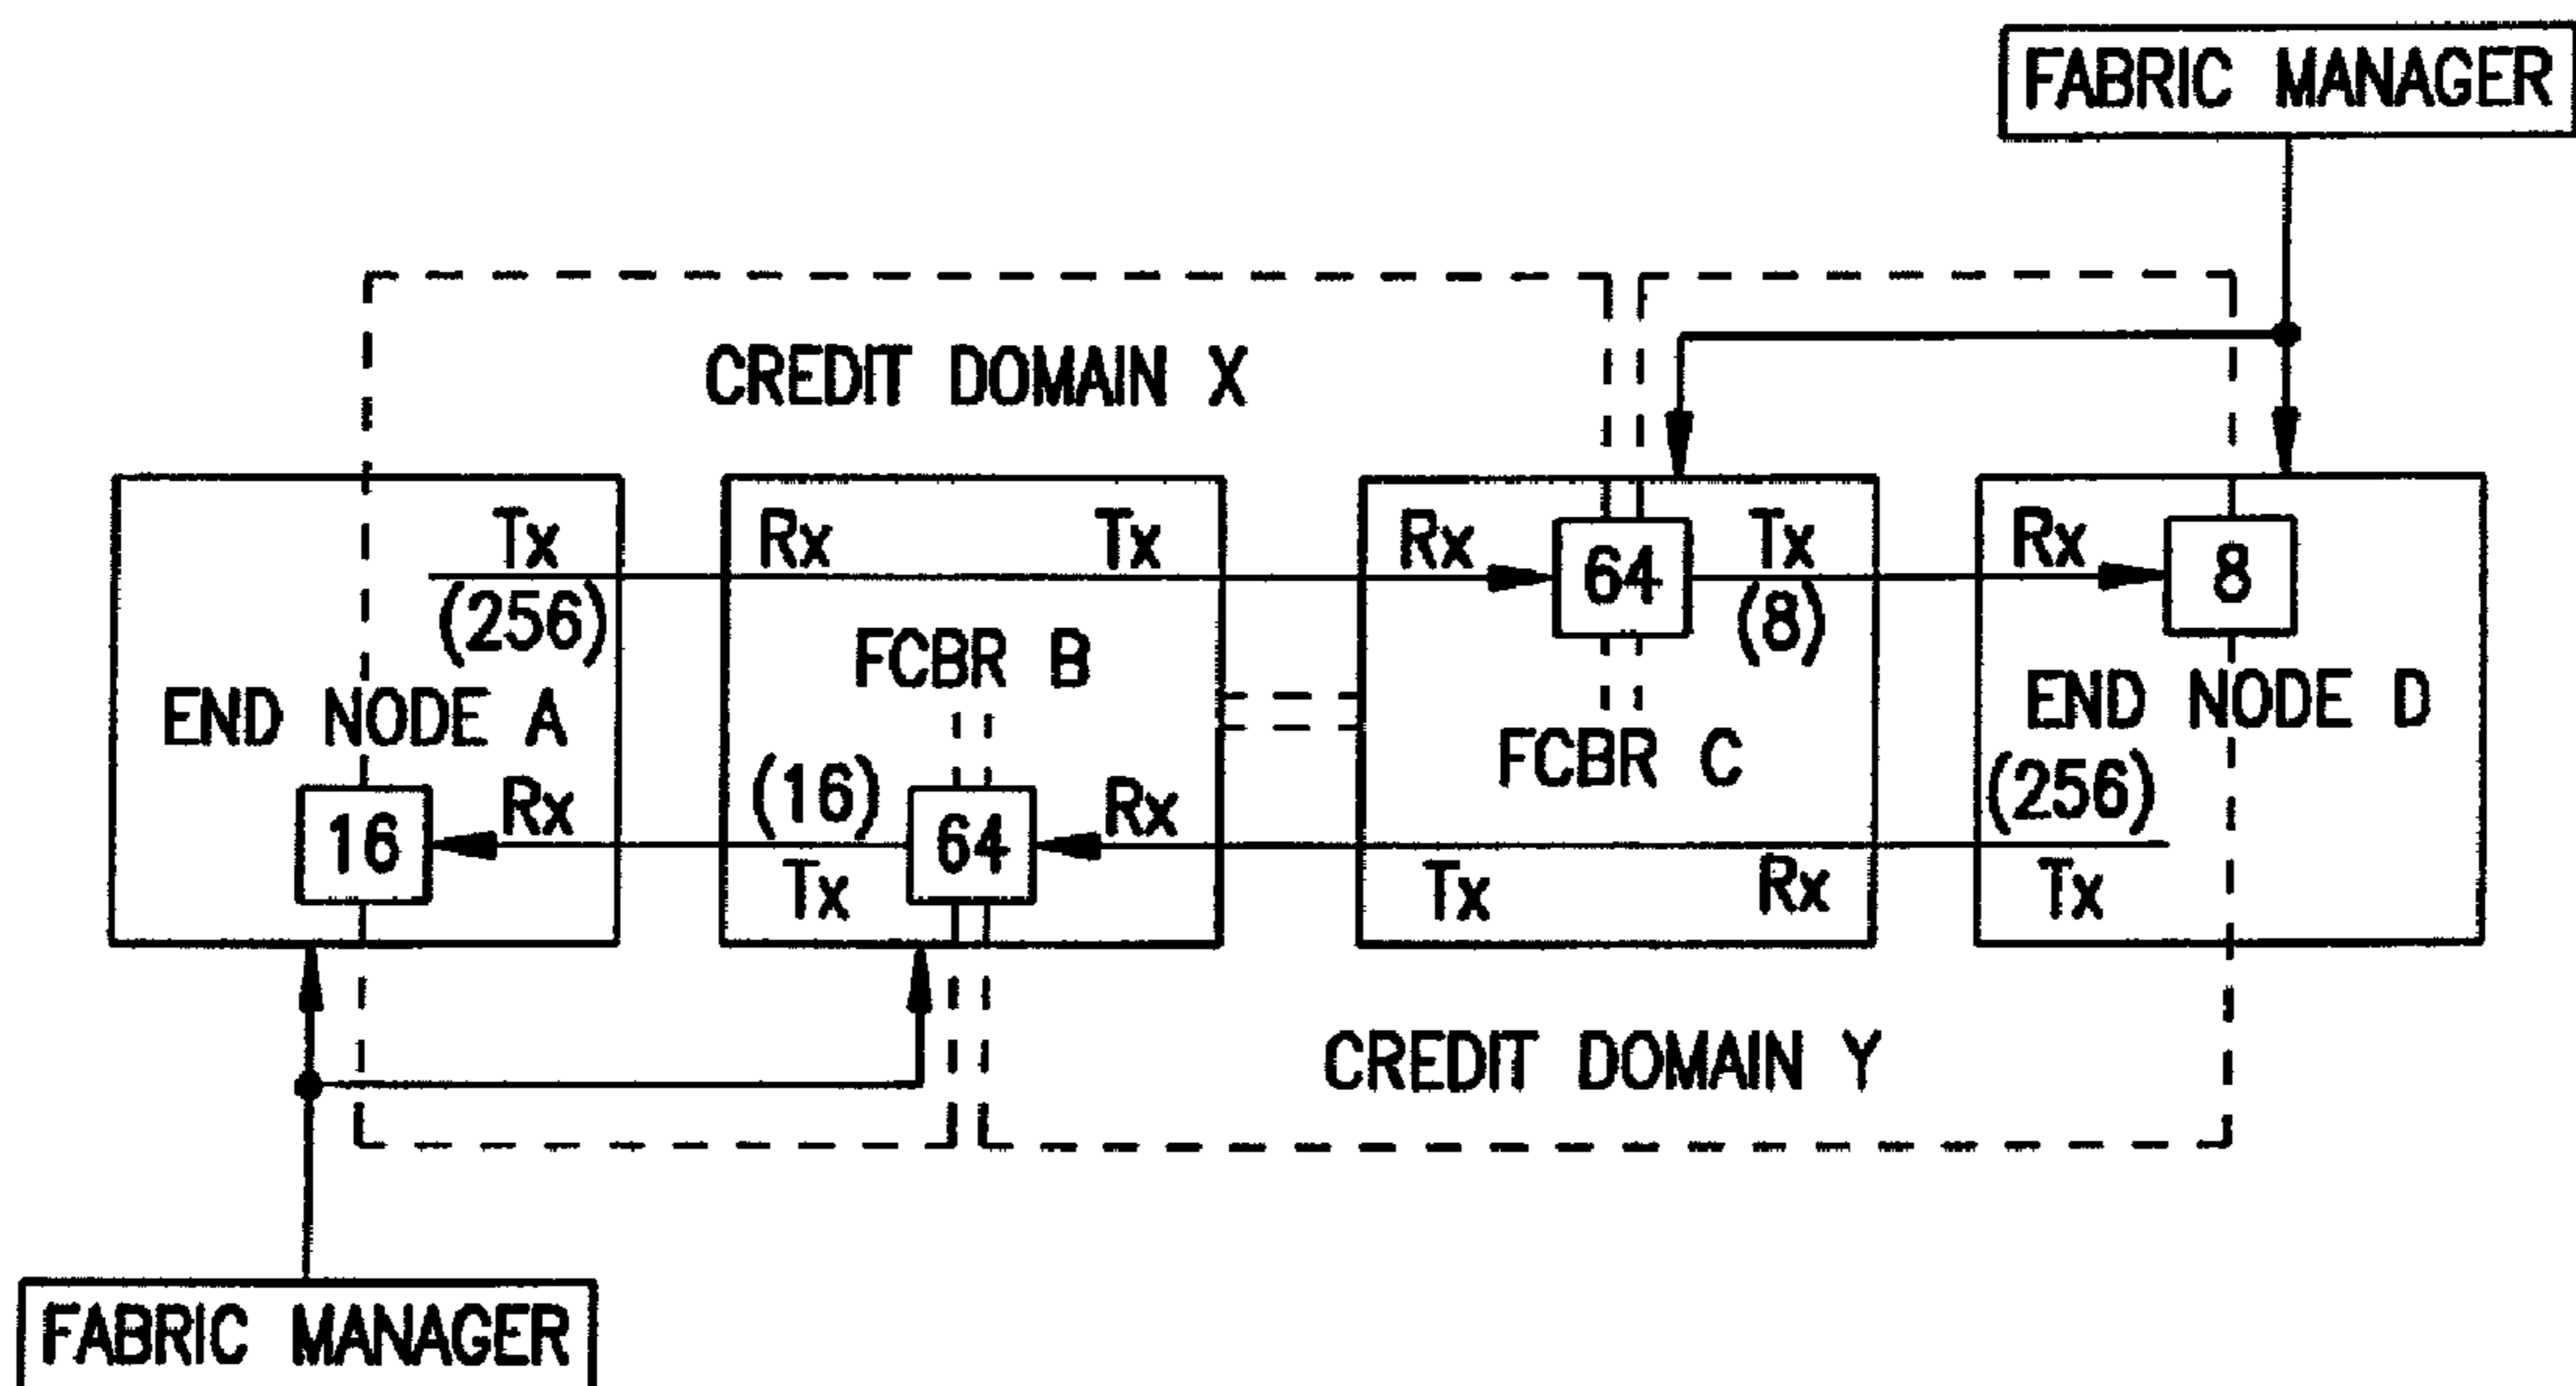 FABRIC MANAGER
CREDIT DOMAIN X
Tx Rx Tx Rx 64 Tx Rx 8
(256) (8)
FCBR B
END NODE A END NODE D
FCBR C
(16) (256)
16 Rx 64 Rx
Tx Tx Rx Tx
CREDIT DOMAIN Y
FABRIC MANAGER